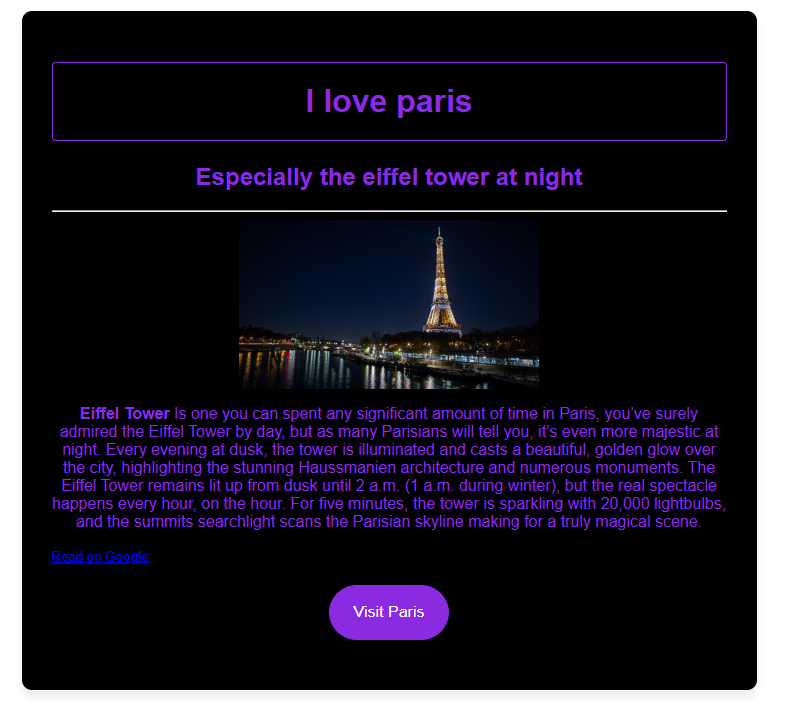 I love paris
Especially the eiffel tower at night
Eiffel Tower Is one you can spent any significant amount of time in Paris, you’ve surely
admired the Eiffel Tower by day, but as many Parisians will tell you, it’s even more majestic at
night. Every evening at dusk, the tower is illuminated and casts a beautiful, golden glow over
the city, highlighting the stunning Haussmanien architecture and numerous monuments. The
Eiffel Tower remains lit up from dusk until 2 a.m. (1 a.m. during winter), but the real spectacle
happens every hour, on the hour. For five minutes, the tower is sparkling with 20,000 lightbulbs,
and the summits searchlight scans the Parisian skyline making for a truly magical scene.
Read on Google
Visit Paris